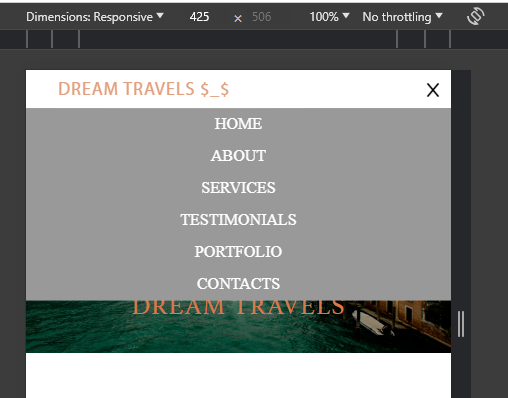 Dimensions: Responsive ▼ 425 × 506 100% ▼ No throttling ▼
DREAM TRAVELS $_$ X
HOME
ABOUT
SERVICES
TESTIMONIALS
PORTFOLIO
CONTACTS
DREAM TRAVELS